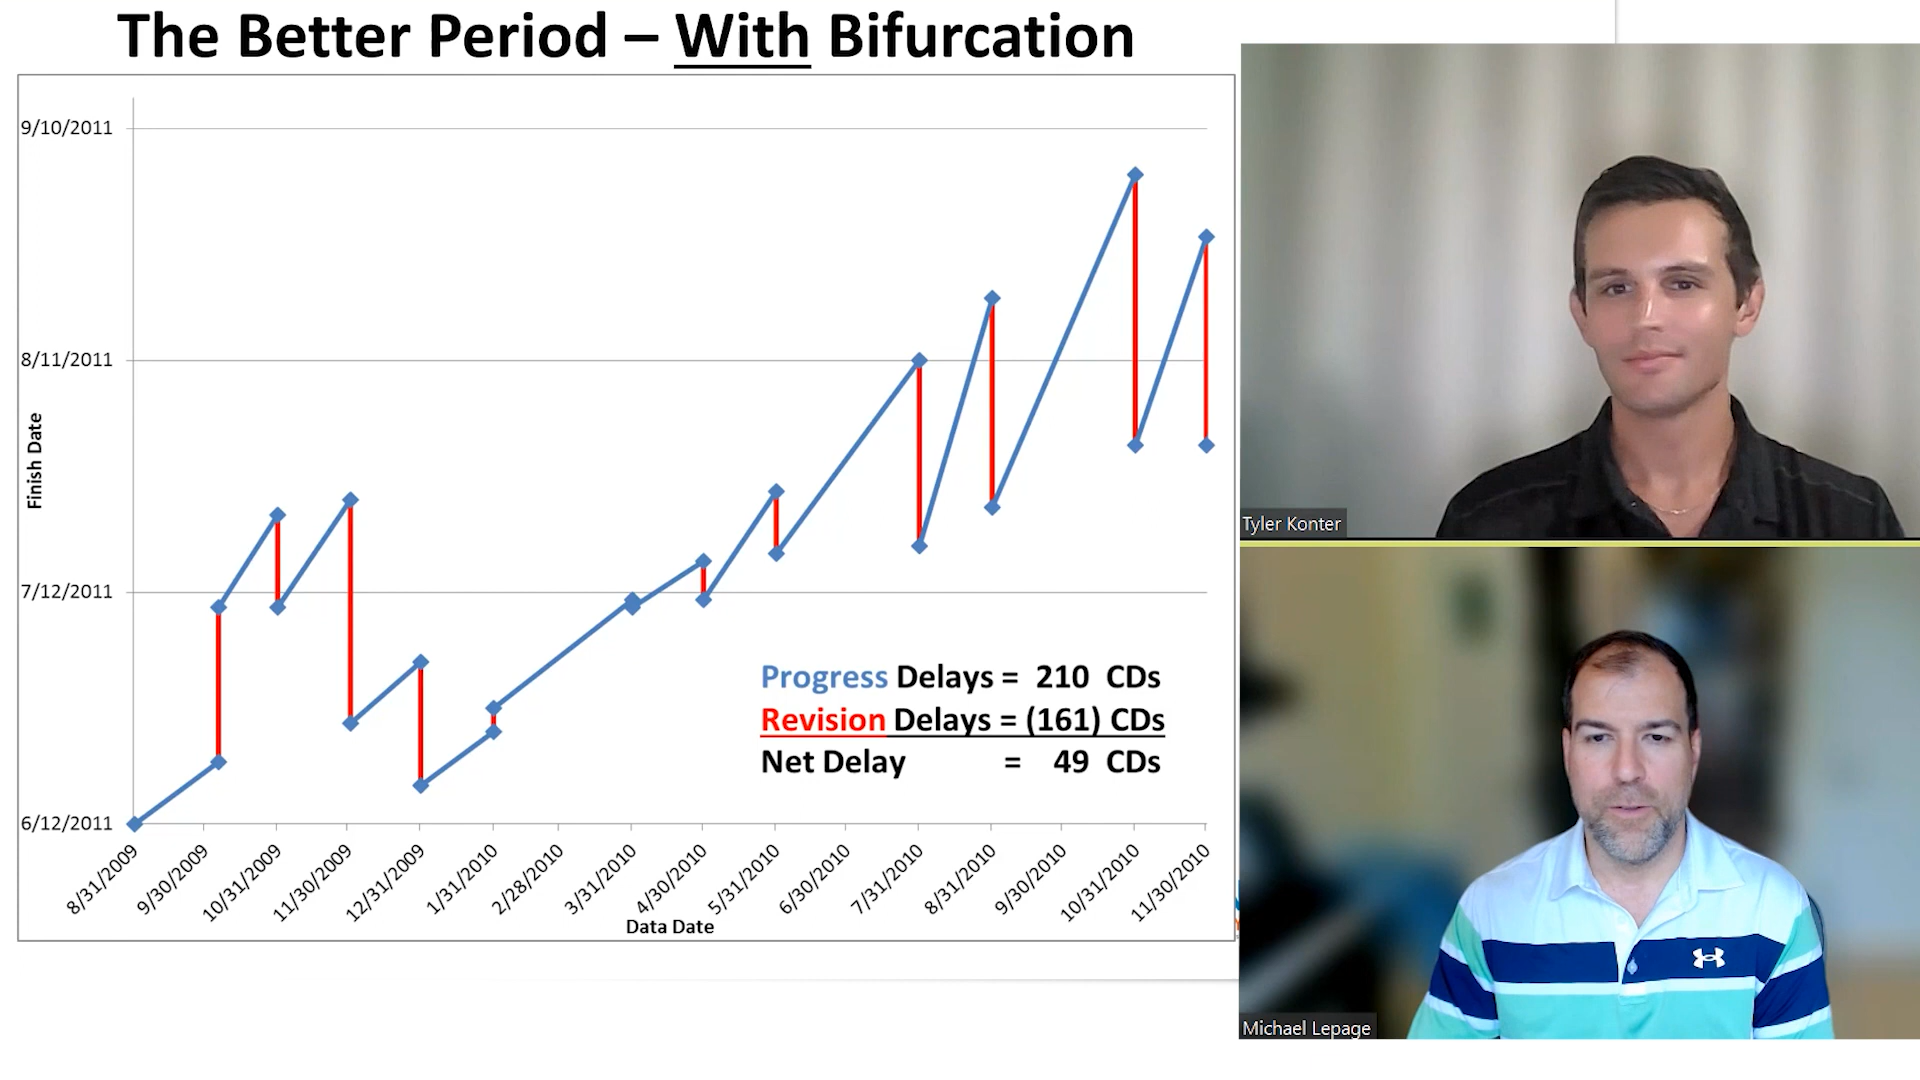 The Better Period – With Bifurcation
9/10/2011
8/11/2011
7/12/2011
6/12/2011
Finish Date
Progress Delays = 210 CDs
Revision Delays = (161) CDs
Net Delay = 49 CDs
8/31/2009
9/30/2009
10/31/2009
11/30/2009
12/31/2009
1/31/2010
2/28/2010
3/31/2010
4/30/2010
5/31/2010
6/30/2010
7/31/2010
8/31/2010
9/30/2010
10/31/2010
11/30/2010
Data Date
Tyler Konter
Michael Lepage